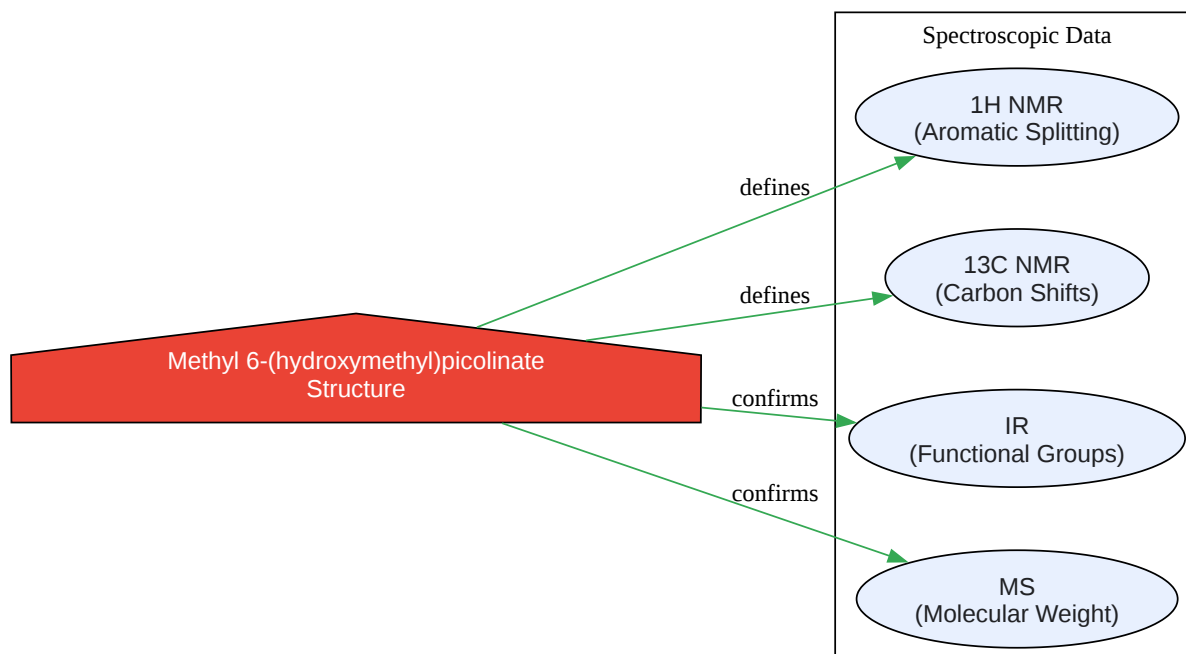 Spectroscopic Data
1H NMR
(Aromatic Splitting)
defines
13C NMR
(Carbon Shifts)
defines
Methyl 6-(hydroxymethyl)picolinate
Structure
confirms
IR
(Functional Groups)
confirms
MS
(Molecular Weight)